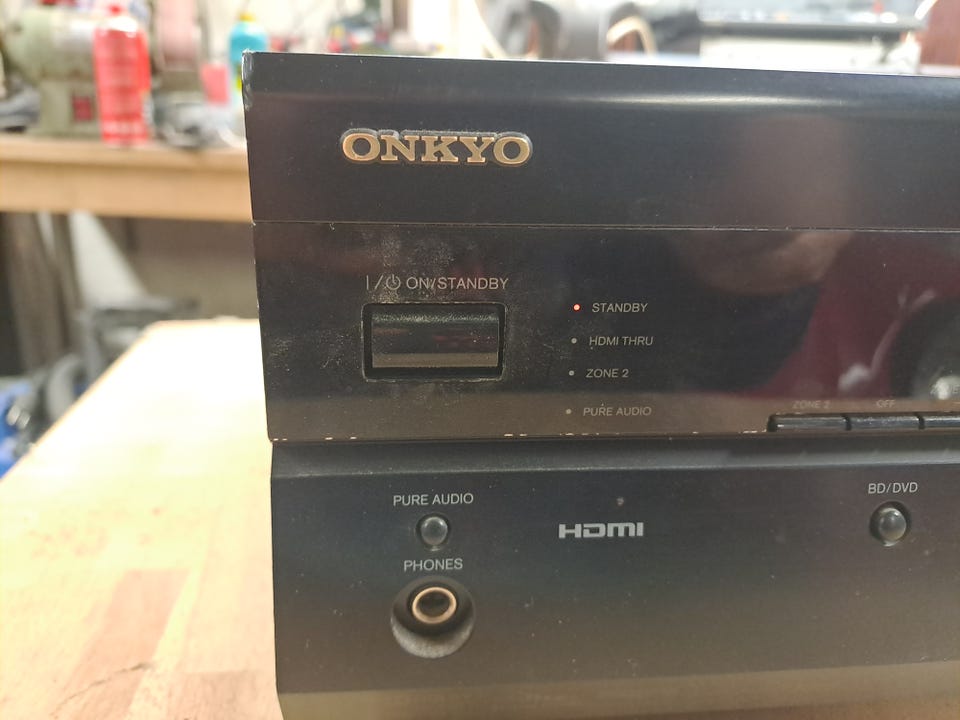 ONKYO
I/⏻ ON/STANDBY
STANDBY
HDMI THRU
ZONE 2
PURE AUDIO
ZONE 2
OFF
PURE AUDIO
HDMI
BD/DVD
PHONES